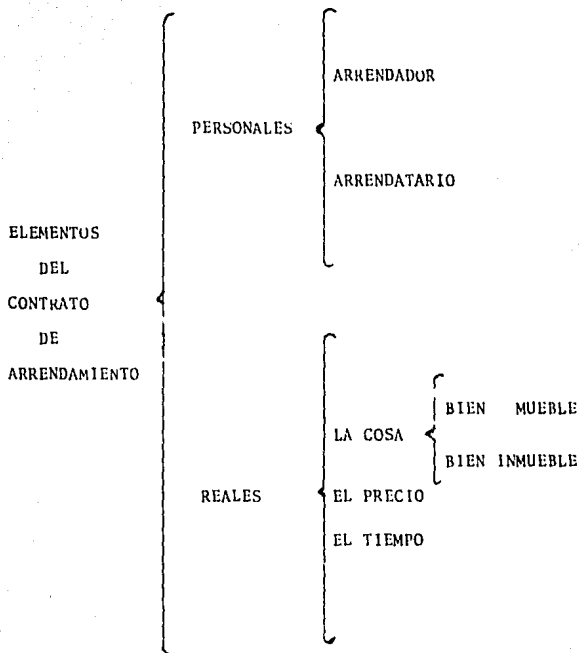 ELEMENTOS
DEL
CONTRATO
DE
ARRENDAMIENTO
PERSONALES
ARRENDADOR
ARRENDATARIO
REALES
LA COSA
BIEN MUEBLE
BIEN INMUEBLE
EL PRECIO
EL TIEMPO